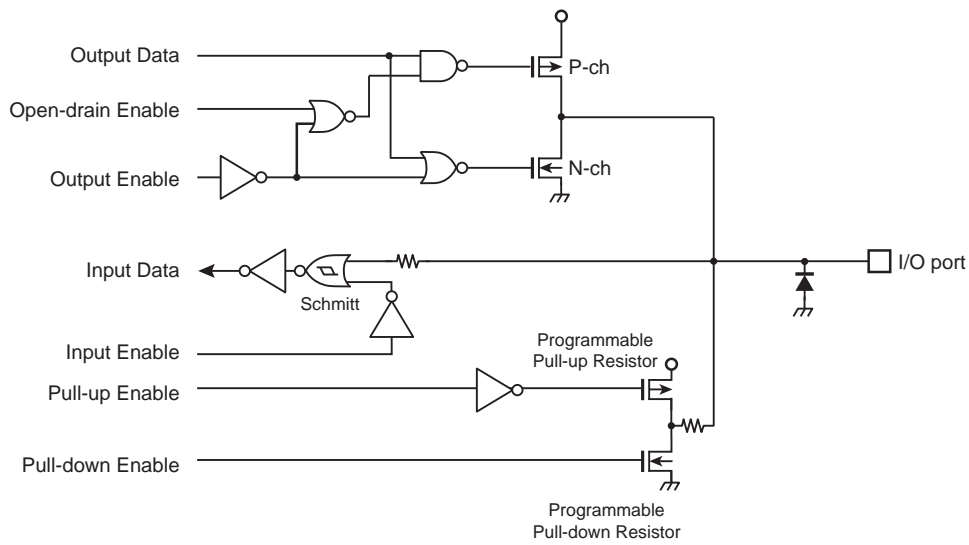 Output Data
P-ch
Open-drain Enable
N-ch
Output Enable
Input Data
I/O port
Schmitt
Input Enable
Programmable
Pull-up Resistor
Pull-up Enable
Pull-down Enable
Programmable
Pull-down Resistor